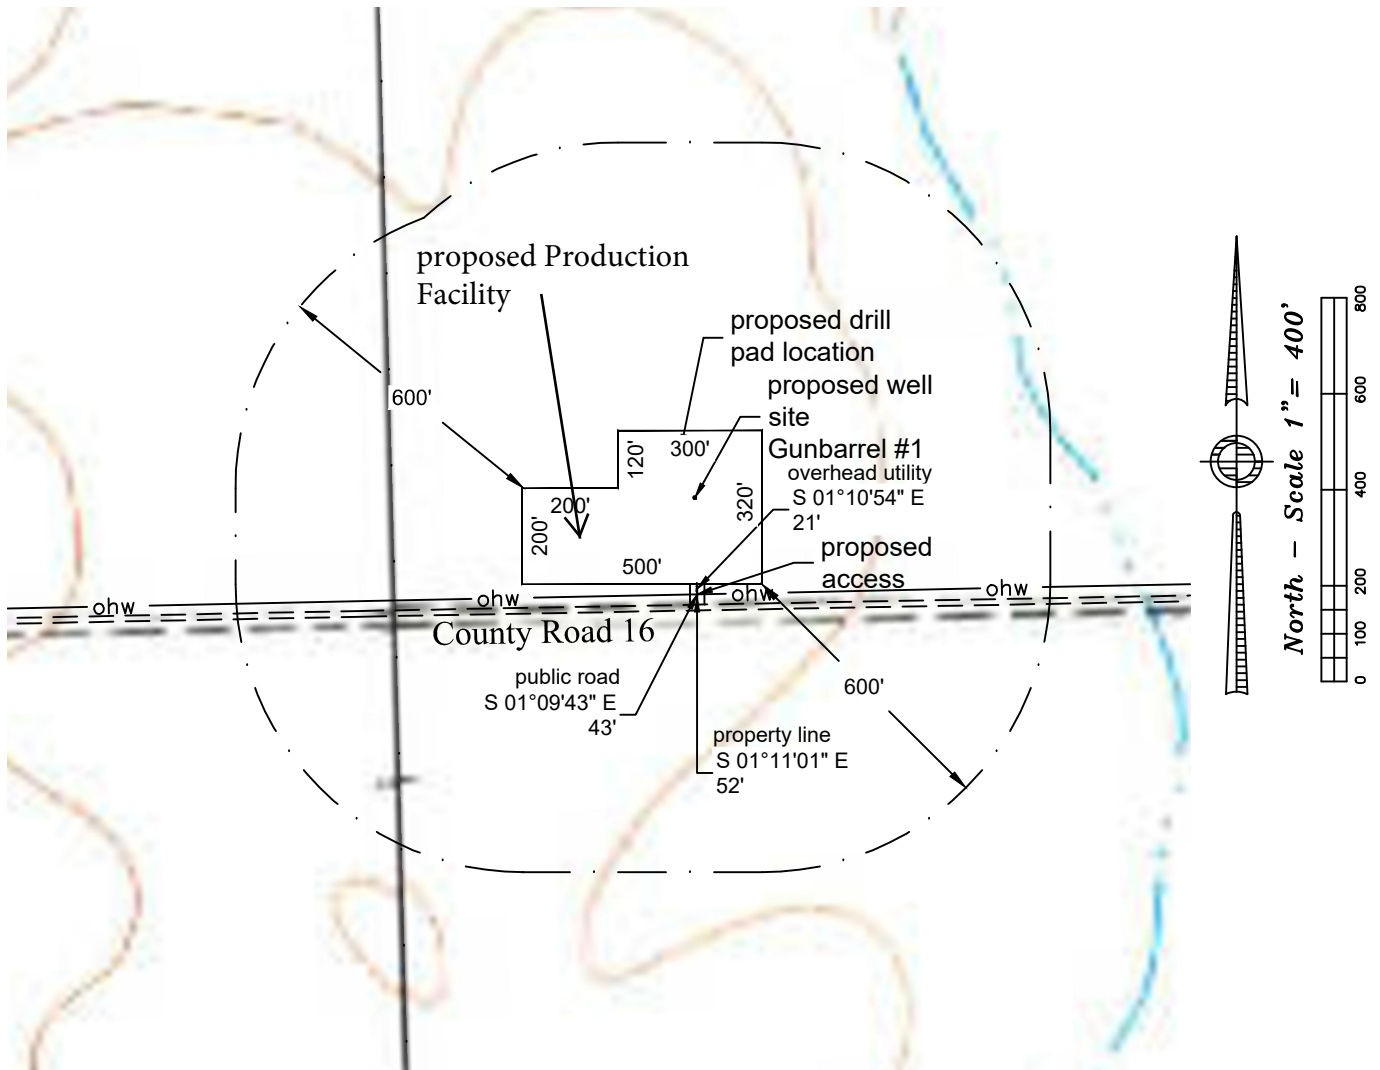 proposed Production
Facility
proposed drill
pad location
600'
proposed well
site
Gunbarrel #1
120'
300'
overhead utility
S 01°10'54" E
21'
200'
200'
320'
500'
proposed
access
ohw
ohw
ohw
ohw
County Road 16
public road
S 01°09'43" E
43'
600'
property line
S 01°11'01" E
52'
North - Scale 1"= 400'
0
100
200
400
600
800